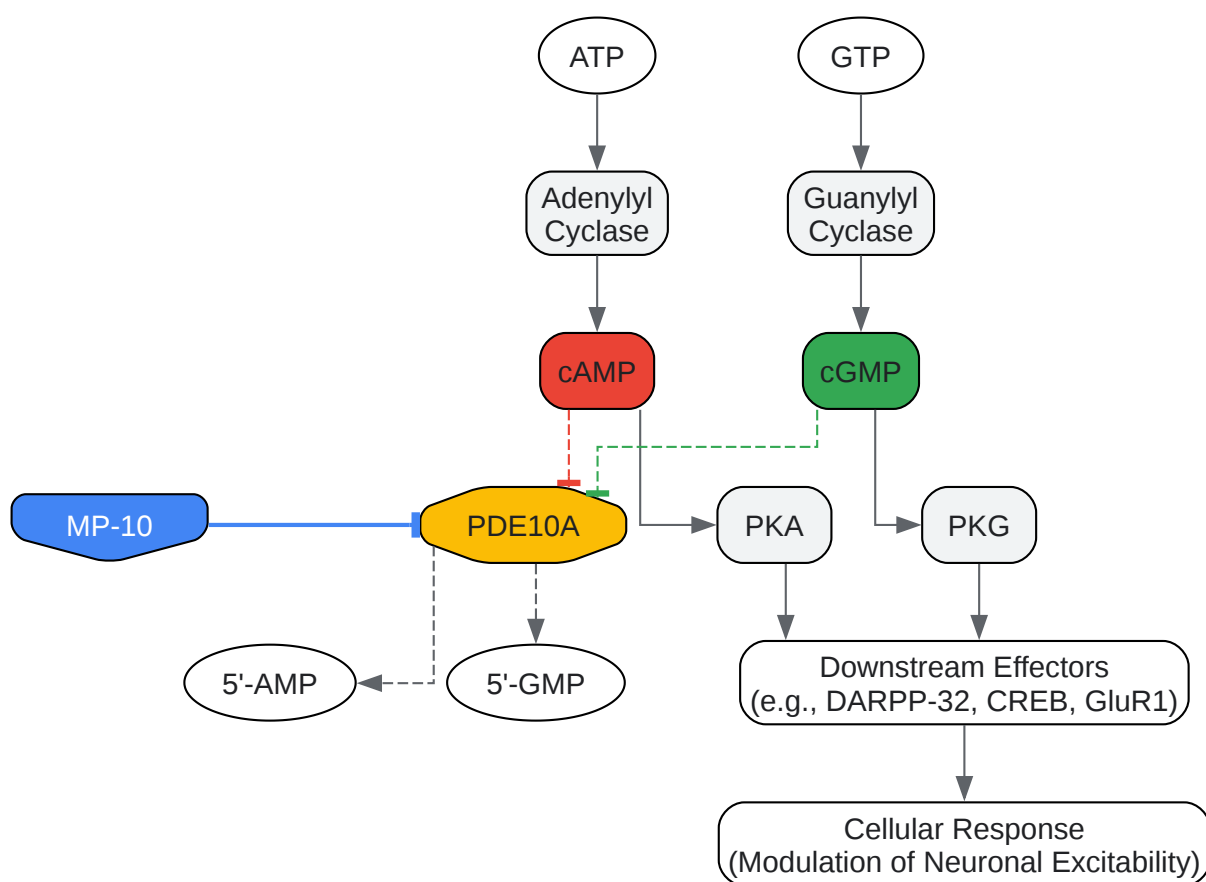 ATP
GTP
Adenylyl
Cyclase
Guanylyl
Cyclase
cAMP
cGMP
MP-10
PDE10A
PKA
PKG
5'-AMP
5'-GMP
Downstream Effectors
(e.g., DARPP-32, CREB, GluR1)
Cellular Response
(Modulation of Neuronal Excitability)